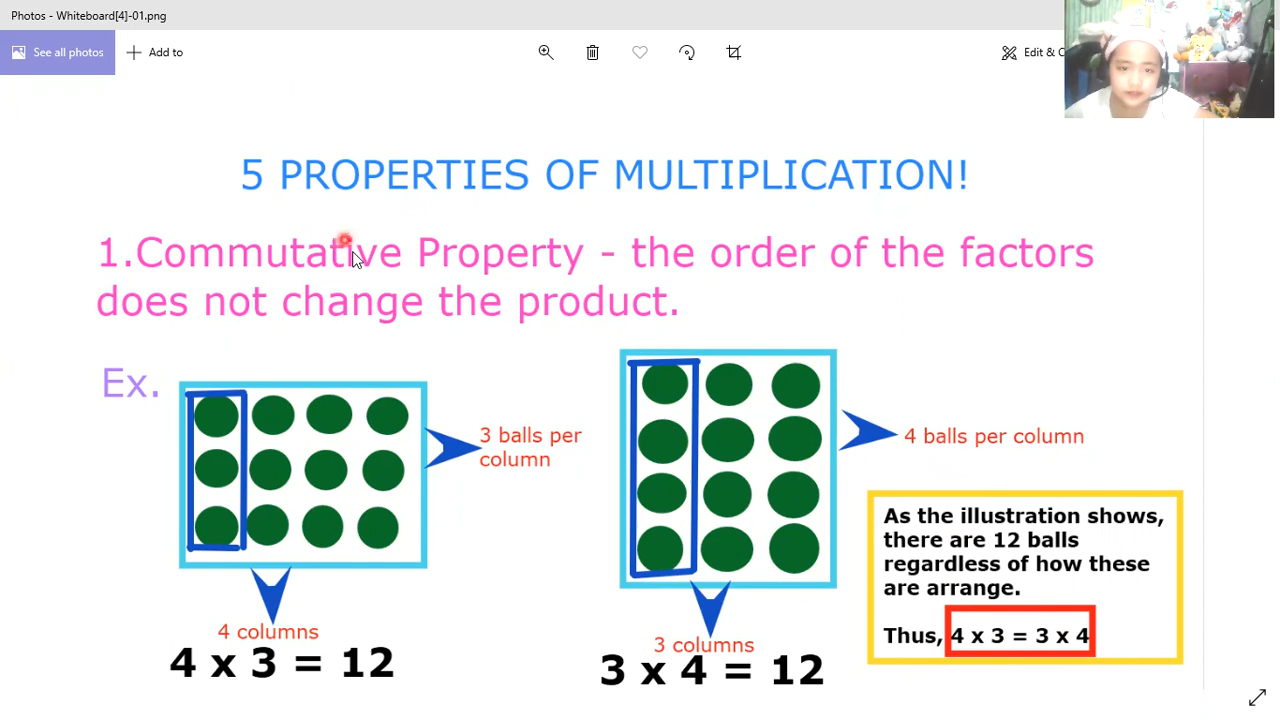 Photos - Whiteboard[4]-01.png
See all photos
Add to
Edit & C
5 PROPERTIES OF MULTIPLICATION!
1.Commutative Property - the order of the factors
does not change the product.
Ex.
3 balls per
column
4 columns
4 x 3 = 12
4 balls per column
3 columns
3 x 4 = 12
As the illustration shows,
there are 12 balls
regardless of how these
are arrange.
Thus, 4 x 3 = 3 x 4